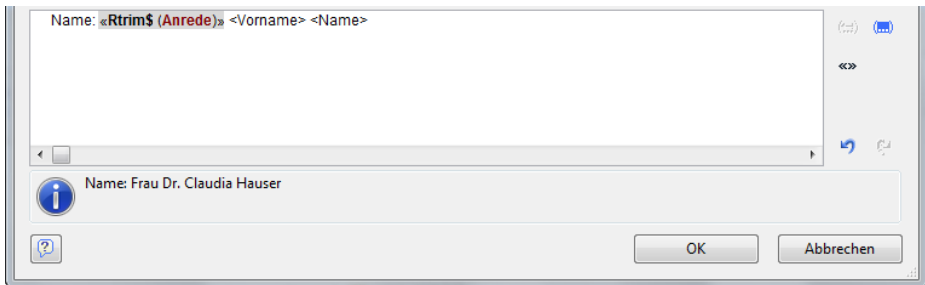 Name: «Rtrim$ (Anrede)» <Vorname> <Name>
«»
Name: Frau Dr. Claudia Hauser
OK Abbrechen